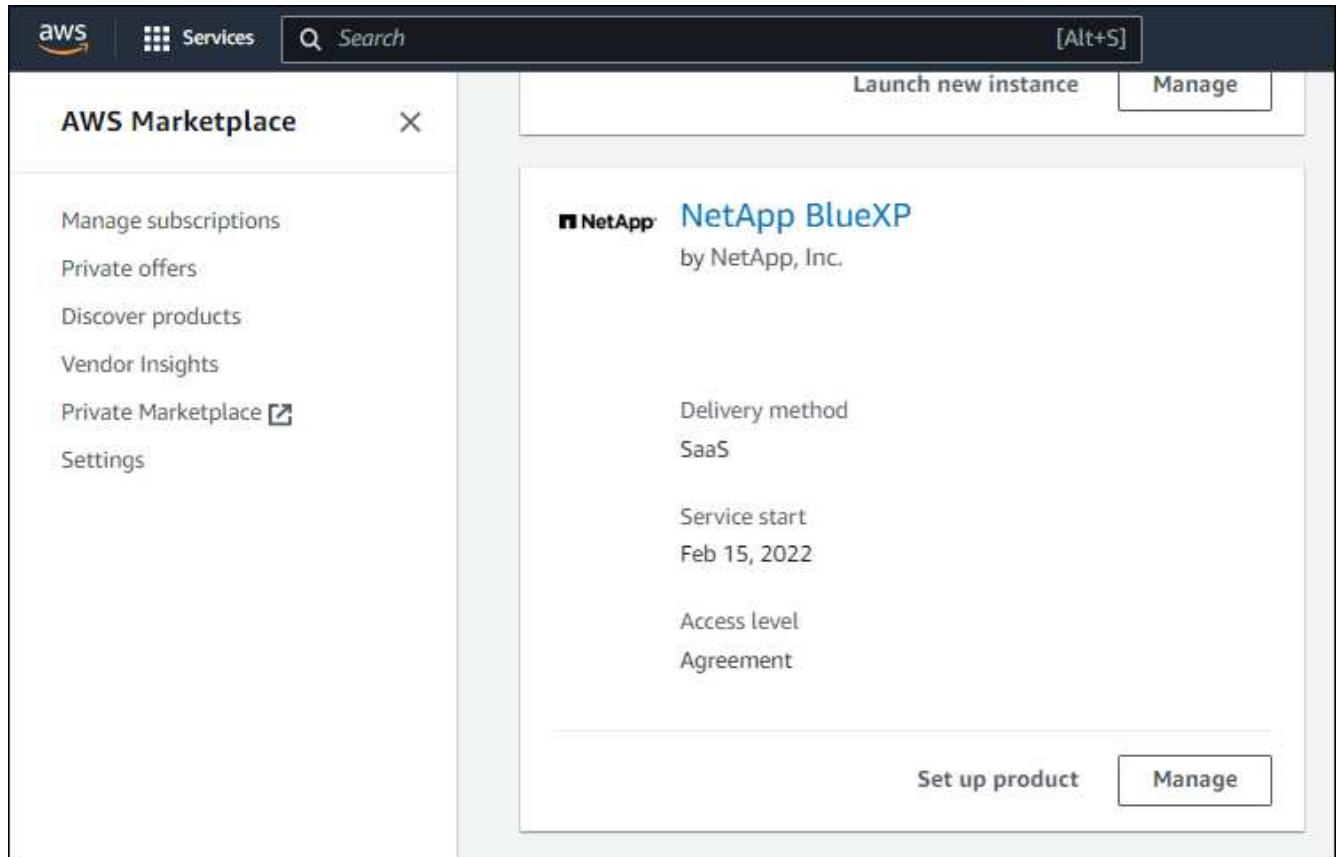 aws
Services
Search
[Alt+S]
AWS Marketplace
Manage subscriptions
Private offers
Discover products
Vendor Insights
Private Marketplace
Settings
Launch new instance
Manage
NetApp
NetApp BlueXP
by NetApp, Inc.
Delivery method
SaaS
Service start
Feb 15, 2022
Access level
Agreement
Set up product
Manage